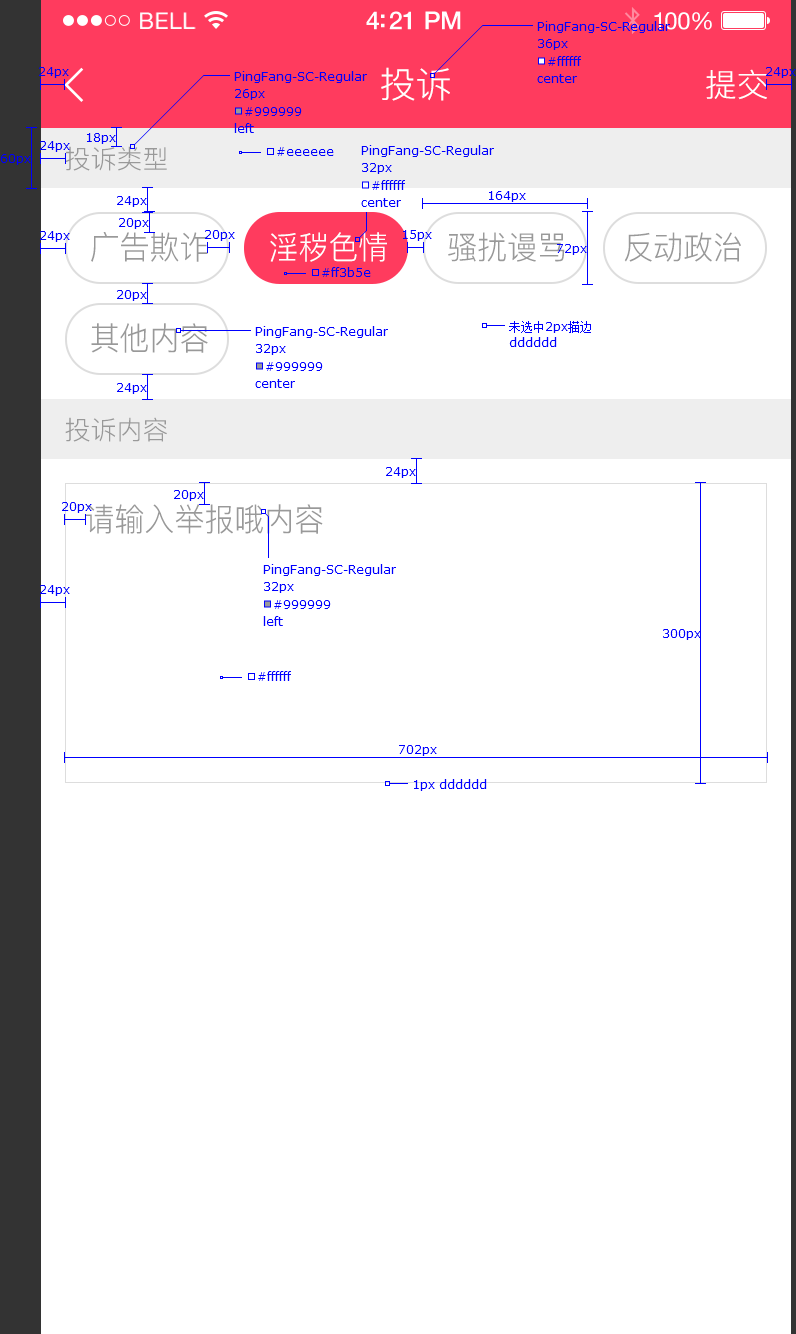 BELL 4:21 PM 100%
PingFang-SC-Regular
36px
#ffffff
center
24px
投诉
提交
24px
PingFang-SC-Regular
26px
#999999
left
18px
60px
24px
投诉类型
#eeeeee
PingFang-SC-Regular
32px
#ffffff
center
24px
20px
164px
24px
广告欺诈
20px
淫秽色情
15px
骚扰谩骂
72px
反动政治
#ff3b5e
20px
其他内容
PingFang-SC-Regular
32px
#999999
center
未选中2px描边
dddddd
24px
投诉内容
24px
20px
20px
请输入举报哦内容
PingFang-SC-Regular
32px
#999999
left
24px
300px
#ffffff
702px
1px dddddd